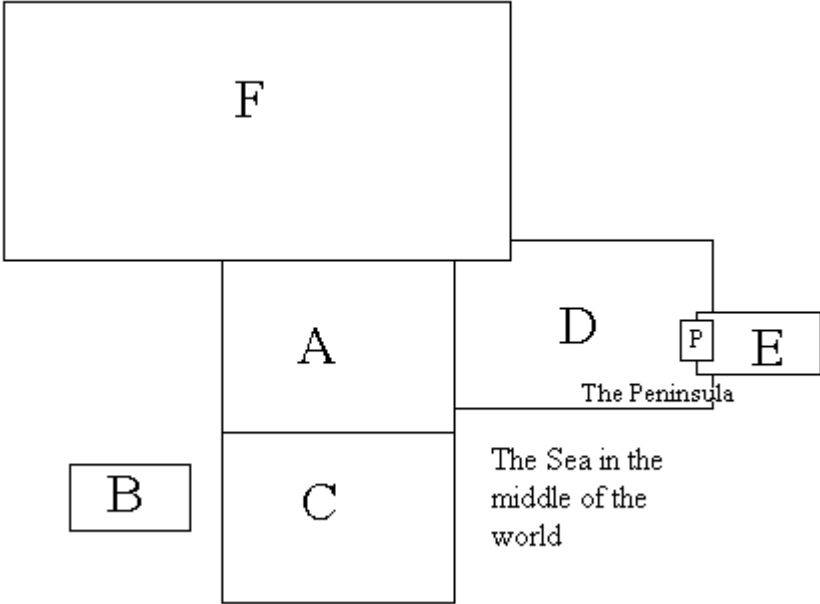 F
A
D
P
E
The Peninsula
B
C
The Sea in the
middle of the
world